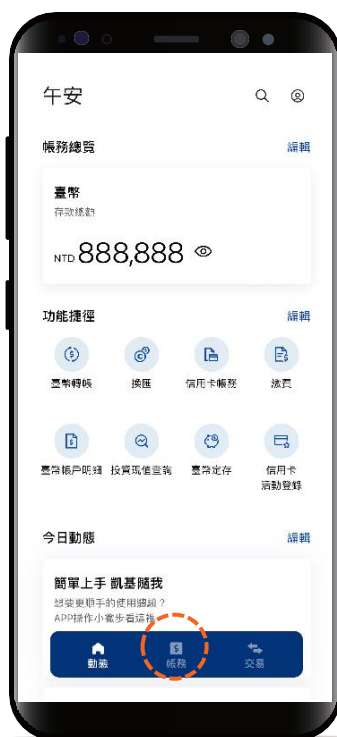 午安
帳務總覽 編輯
臺幣
存款總額
NTD 888,888
功能捷徑 編輯
臺幣轉帳 換匯 信用卡帳務 繳費
臺幣帳戶明細 投資現值查詢 臺幣定存 信用卡
活動登錄
今日動態 編輯
簡單上手 凱基隨我
想要更順手的使用體驗？
APP操作小撇步看這裡
動態 帳務 交易